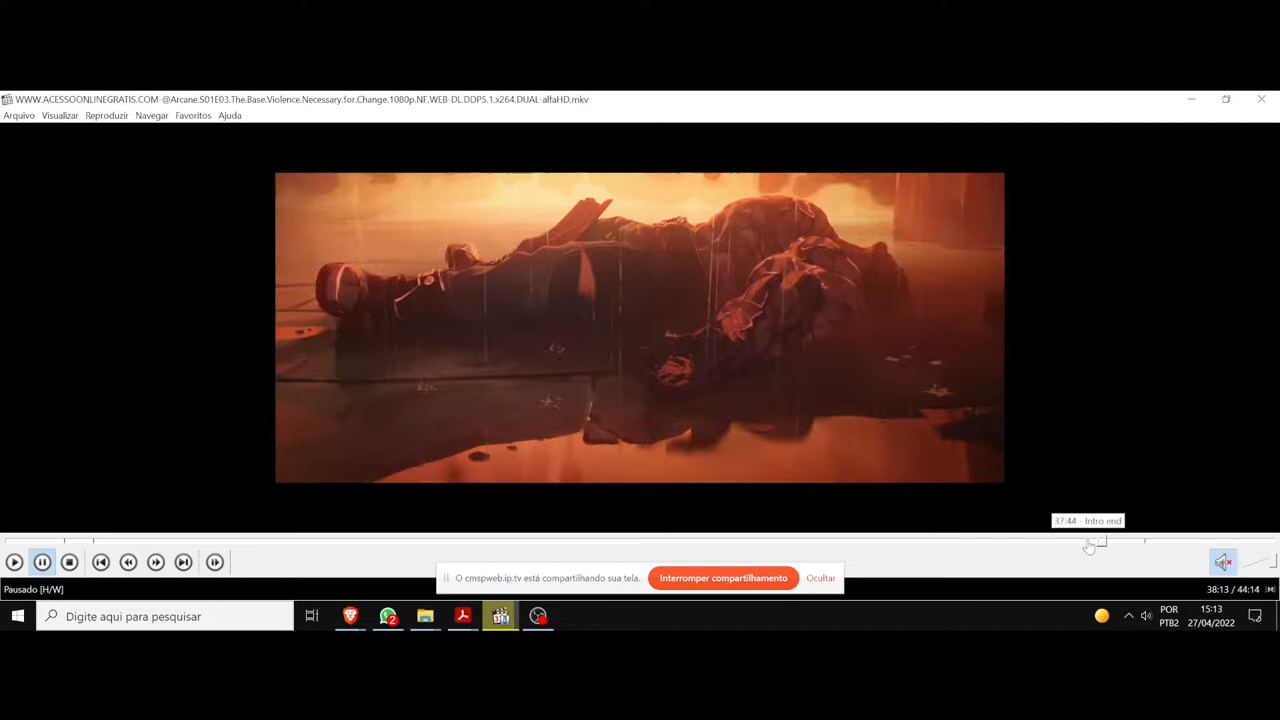 WWW.ACESSOONLINEGRATIS.COM-@Arcane.S01E03.The.Base.Violence.Necessary.for.Change.1080p.NF.WEB-DL.DDP5.1.x264.DUAL-alfaHD.mkv
Arquivo Visualizar Reproduzir Navegar Favoritos Ajuda
37:44 - Intro end
O cmspweb.ip.tv está compartilhando sua tela. Interromper compartilhamento Ocultar
Pausado [H/W] 38:13 / 44:14
Digite aqui para pesquisar 2 POR 15:13
PTB2 27/04/2022